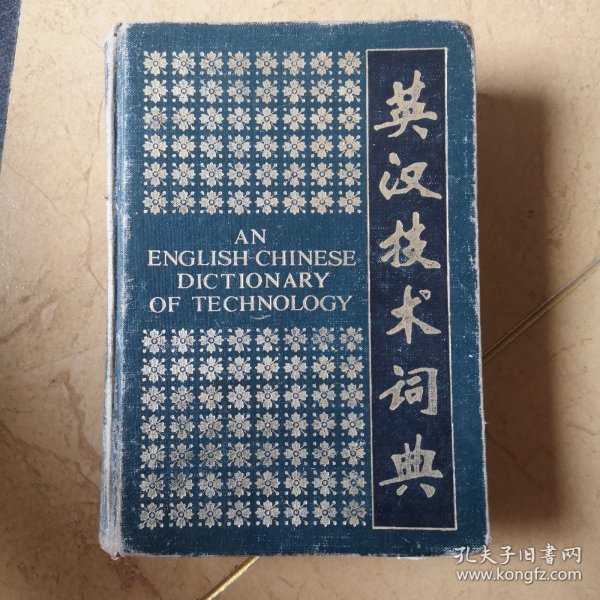 AN
ENGLISH-CHINESE
DICTIONARY
OF TECHNOLOGY
英汉技术词典
孔夫子旧书网
www.kongfz.com